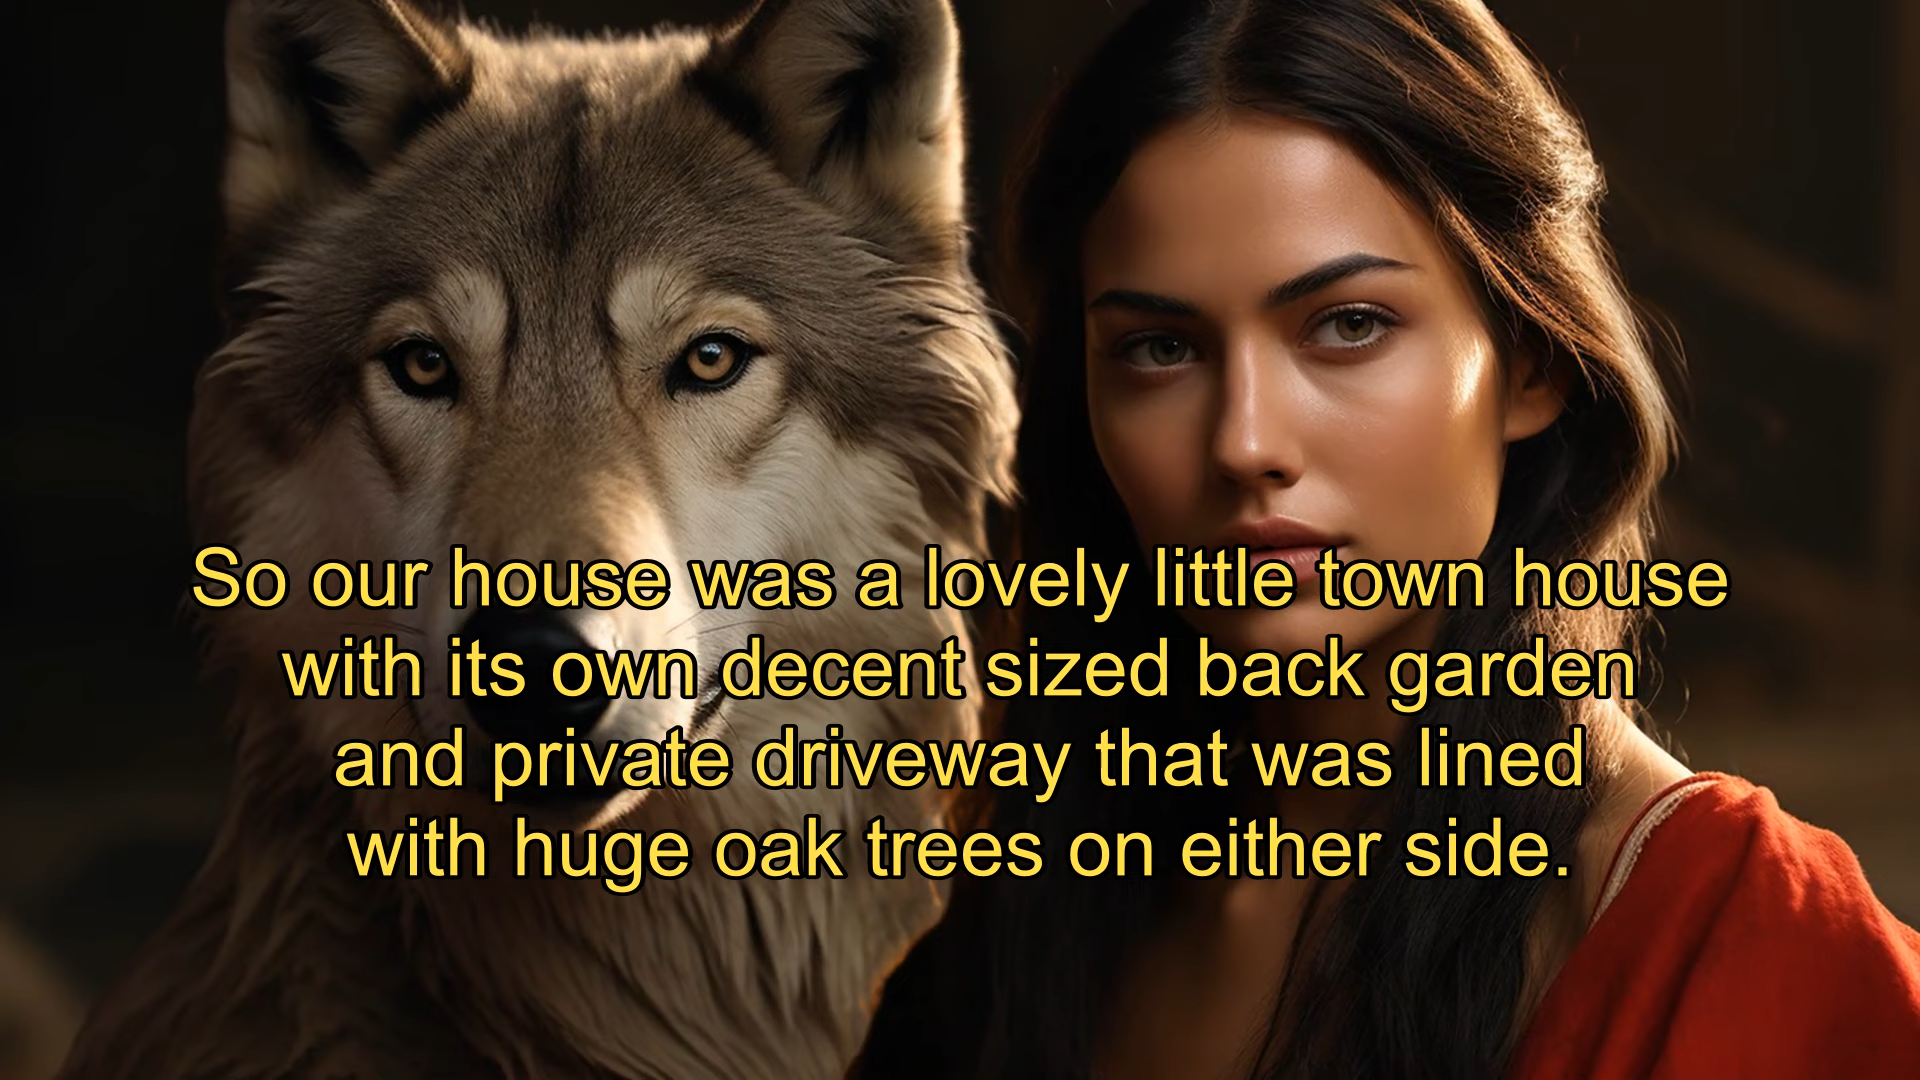 So our house was a lovely little town house
with its own decent sized back garden
and private driveway that was lined
with huge oak trees on either side.